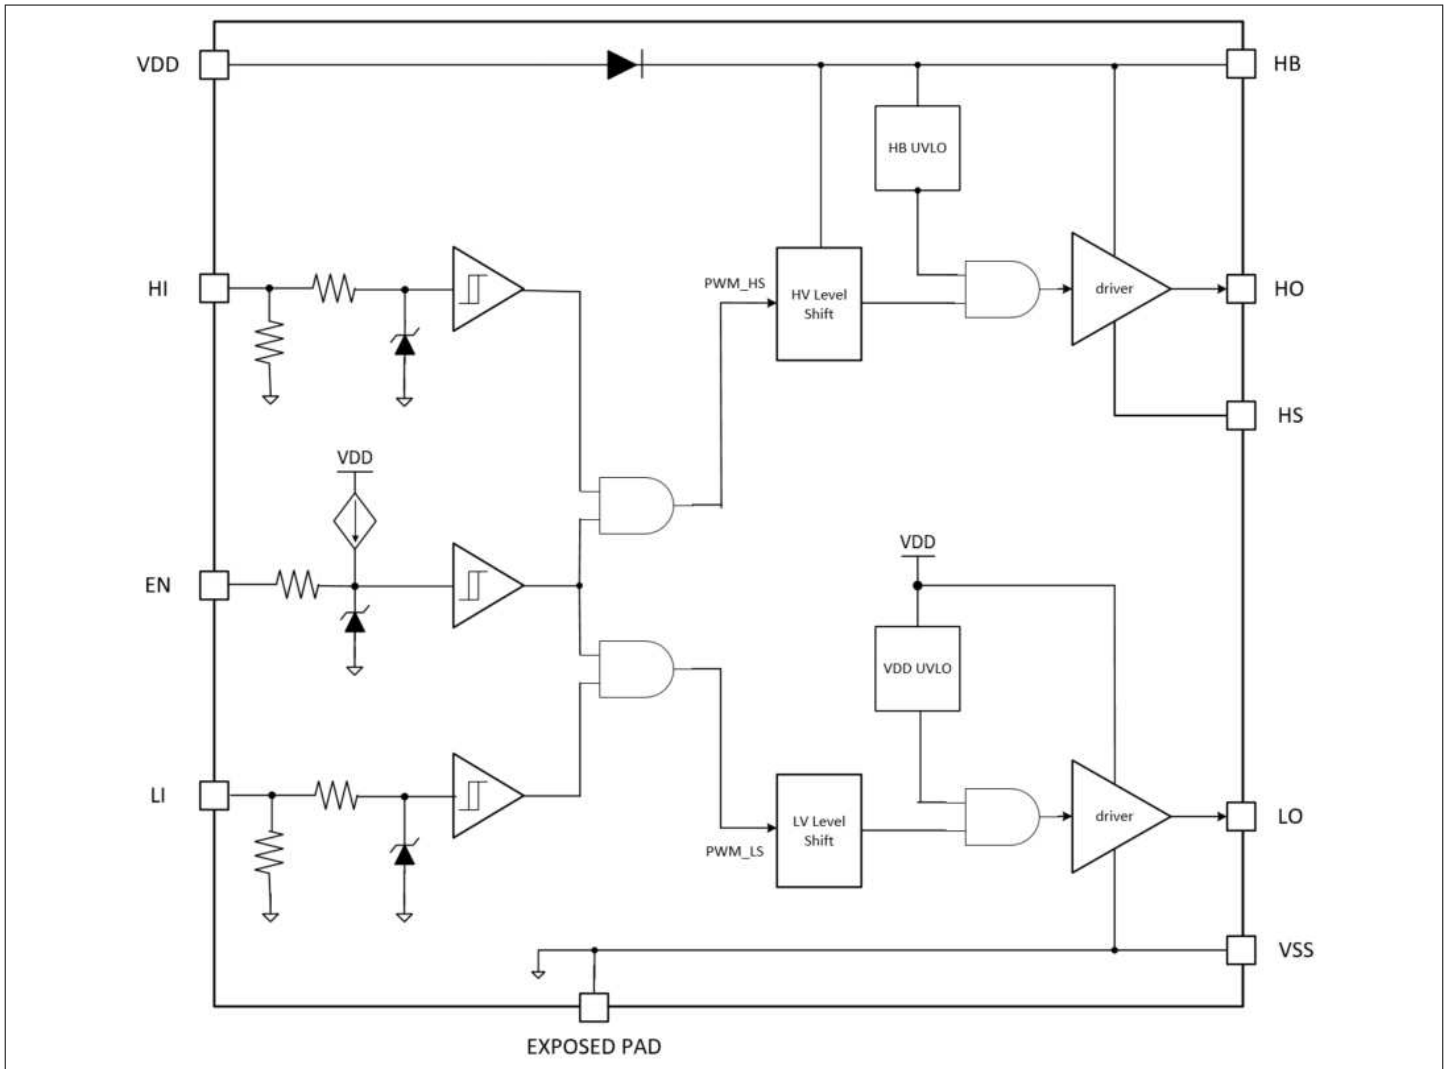 VDD
HB
HB UVLO
HI
PWM_HS
HV Level
Shift
driver
HO
HS
VDD
VDD
EN
VDD UVLO
LI
PWM_LS
LV Level
Shift
driver
LO
VSS
EXPOSED PAD